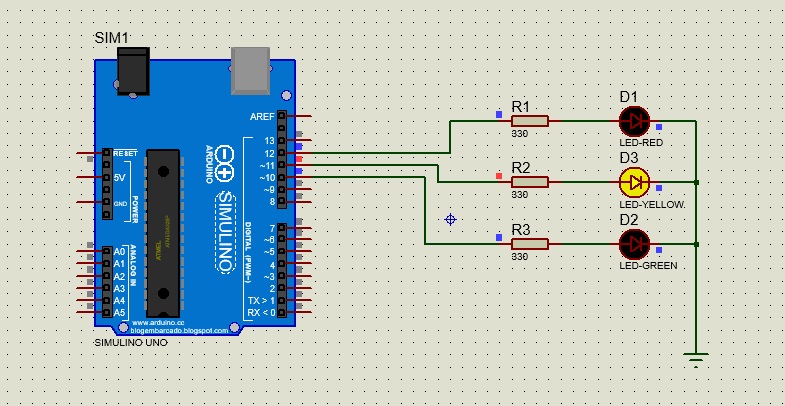 SIM1
AREF
13
12
~11
~10
~9
8
7
~6
~5
4
~3
2
TX > 1
RX < 0
DIGITAL (PWM~)
RESET
5V
GND
POWER
A0
A1
A2
A3
A4
A5
ANALOG IN
ATMEL
ARDUINO
SIMULINO
www.arduino.cc
blogembarcado.blogspot.com
SIMULINO UNO
R1
330
D1
LED-RED
R2
330
D3
LED-YELLOW
R3
330
D2
LED-GREEN